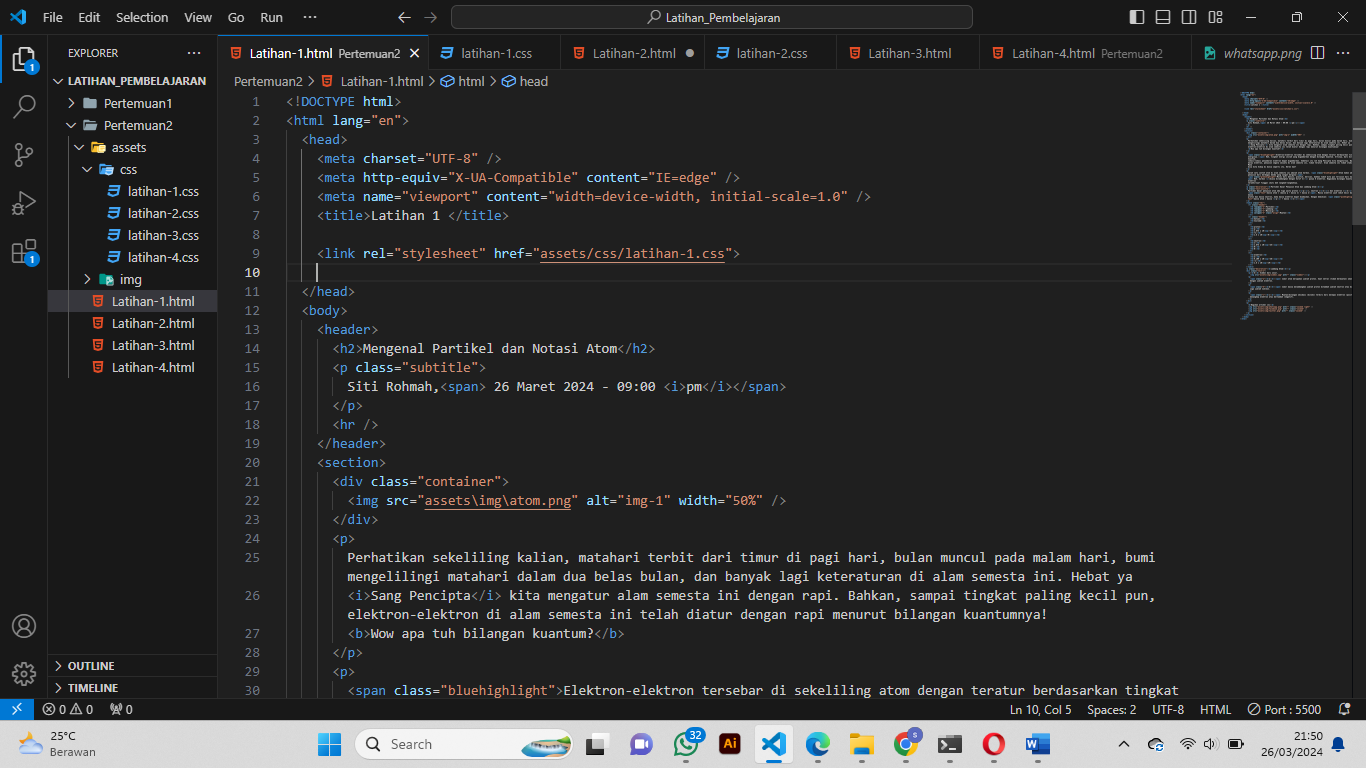 File Edit Selection View Go Run ··· Latihan_Pembelajaran
EXPLORER ···
Latihan-1.html Pertemuan2 latihan-1.css Latihan-2.html latihan-2.css Latihan-3.html Latihan-4.html Pertemuan2 whatsapp.png ···
LATIHAN_PEMBELAJARAN
Pertemuan1
Pertemuan2
assets
css
latihan-1.css
latihan-2.css
latihan-3.css
latihan-4.css
img
Latihan-1.html
Latihan-2.html
Latihan-3.html
Latihan-4.html
OUTLINE
TIMELINE
1
1
Pertemuan2 > Latihan-1.html > html > head
1 <!DOCTYPE html>
2 <html lang="en">
3 <head>
4 <meta charset="UTF-8" />
5 <meta http-equiv="X-UA-Compatible" content="IE=edge" />
6 <meta name="viewport" content="width=device-width, initial-scale=1.0" />
7 <title>Latihan 1 </title>
8
9 <link rel="stylesheet" href="assets/css/latihan-1.css">
10
11 </head>
12 <body>
13 <header>
14 <h2>Mengenal Partikel dan Notasi Atom</h2>
15 <p class="subtitle">
16 Siti Rohmah,<span> 26 Maret 2024 - 09:00 <i>pm</i></span>
17 </p>
18 <hr />
19 </header>
20 <section>
21 <div class="container">
22 <img src="assets\img\atom.png" alt="img-1" width="50%" />
23 </div>
24 <p>
25 Perhatikan sekeliling kalian, matahari terbit dari timur di pagi hari, bulan muncul pada malam hari, bumi
mengelilingi matahari dalam dua belas bulan, dan banyak lagi keteraturan di alam semesta ini. Hebat ya
26 <i>Sang Pencipta</i> kita mengatur alam semesta ini dengan rapi. Bahkan, sampai tingkat paling kecil pun,
elektron-elektron di alam semesta ini telah diatur dengan rapi menurut bilangan kuantumnya!
27 <b>Wow apa tuh bilangan kuantum?</b>
28 </p>
29 <p>
30 <span class="bluehighlight">Elektron-elektron tersebar di sekeliling atom dengan teratur berdasarkan tingkat
0 0 0 Ln 10, Col 5 Spaces: 2 UTF-8 HTML Port : 5500
25°C
Berawan
Search
32
Ai
S
21:50
26/03/2024